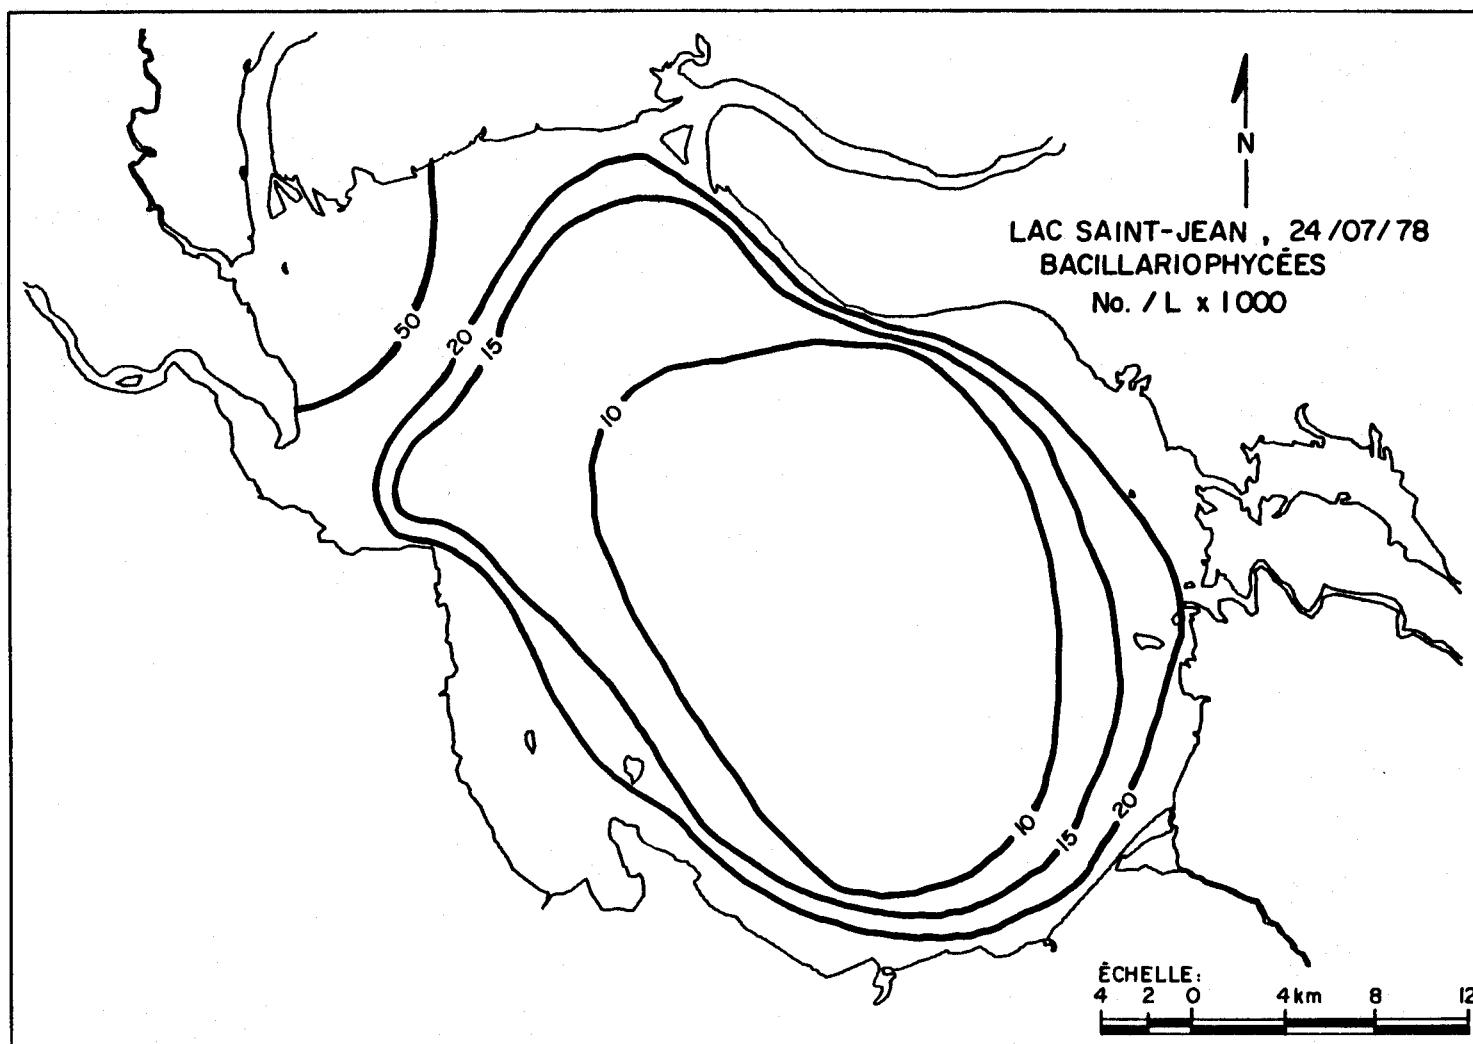 N
LAC SAINT-JEAN , 24/07/78
BACILLARIOPHYCÉES
No. / L x 1000
50
20
15
10
10
15
20
ÉCHELLE:
4 2 0 4 km 8 12